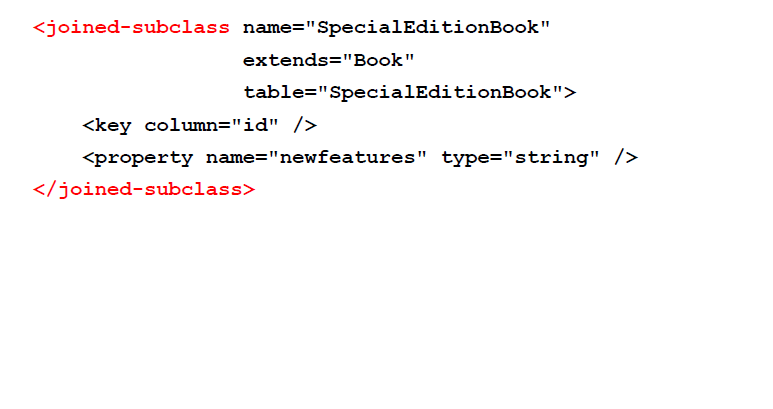 <joined-subclass name="SpecialEditionBook"
extends="Book"
table="SpecialEditionBook">
<key column="id" />
<property name="newfeatures" type="string" />
</joined-subclass>